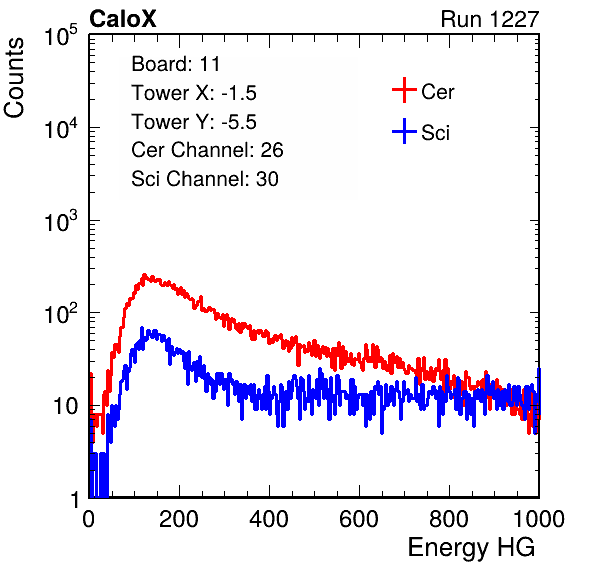 CaloX Run 1227
Counts
10^5
10^4
10^3
10^2
10
1
Board: 11
Tower X: -1.5
Tower Y: -5.5
Cer Channel: 26
Sci Channel: 30
Cer
Sci
0 200 400 600 800 1000
Energy HG